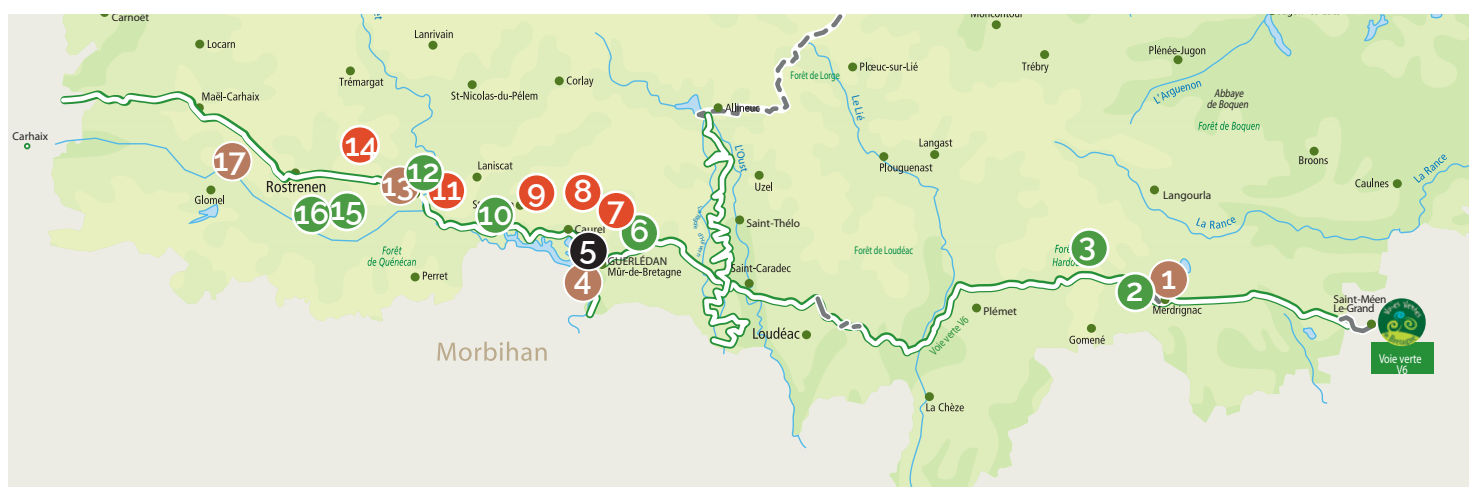 Carnoët
Moncontour
Lanrivain
Locarn
Plénée-Jugon
Trémargat
Corlay
St-Nicolas-du-Pélem
Forêt de Lorge
Plœuc-sur-Lié
Trébry
L'Arguenon
Abbaye
de Boquen
Forêt de Boquen
Maël-Carhaix
Allineuc
Le Lié
Carhaix
14
17
12
13
11
Laniscat
9
8
7
L'Oust
Uzel
Langast
Plouguenast
Broons
Caulnes
La Rance
Langourla
La Rance
Rostrenen
Glomel
16
15
10
6
Caurel
5
GUERLÉDAN
Mûr-de-Bretagne
4
Saint-Thélo
Forêt
de Quénécan
Perret
Forêt de Loudéac
3
2
1
Saint-Caradec
Merdrignac
Saint-Méen
Le-Grand
Plémet
Loudéac
Voie verte V6
Gomené
Morbihan
Voie verte
V6
La Chèze